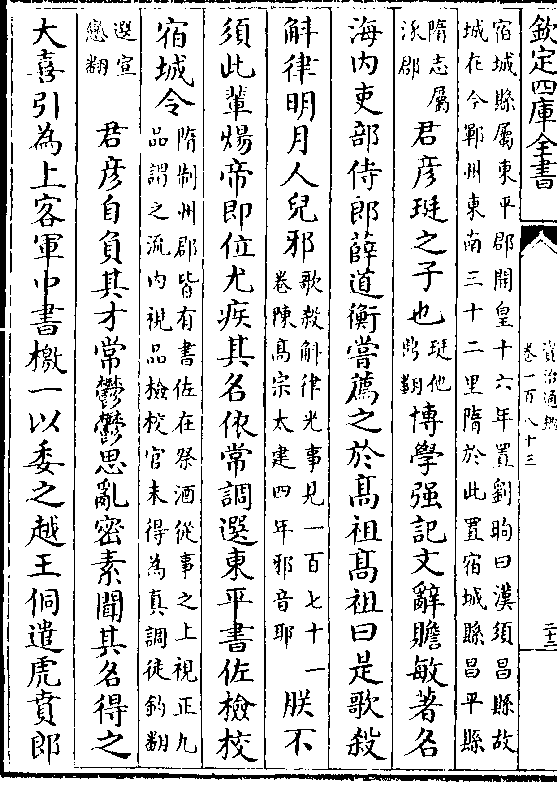 欽定四庫全書
資治通鑑
卷一百八十三
二十三
宿城縣屬東平郡開皇十六年置劉昫曰漢須昌縣故
城在今鄆州東南三十二里隋於此置宿城縣昌平縣
隋志屬
涿郡
君彦珽之子也
珽他
鼎翻
博學强記文辭贍敏著名
海内吏部侍郎薛道衡嘗薦之於髙祖髙祖曰是歌殺
斛律明月人兒邪
歌殺斛律光事見一百七十一
卷陳髙宗太建四年邪音耶
朕不
須此輩煬帝即位尤疾其名依常調選東平書佐檢校
宿城令
隋制州郡皆有書佐在祭酒從事之上視正九
品謂之流内視品檢校官未得為真調徒釣翻
選宣
戀翻
君彦自負其才常鬱鬱思亂密素聞其名得之
大喜引為上客軍中書檄一以委之越王侗遣虎賁郎